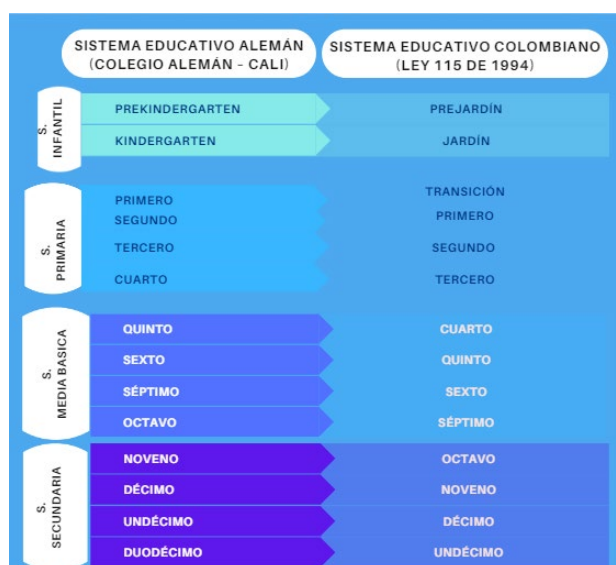 SISTEMA EDUCATIVO ALEMÁN
(COLEGIO ALEMÁN - CALI)
SISTEMA EDUCATIVO COLOMBIANO
(LEY 115 DE 1994)
S.
INFANTIL
PREKINDERGARTEN
PREJARDÍN
KINDERGARTEN
JARDÍN
S.
PRIMARIA
PRIMERO
TRANSICIÓN
SEGUNDO
PRIMERO
TERCERO
SEGUNDO
CUARTO
TERCERO
S.
MEDIA BASICA
QUINTO
CUARTO
SEXTO
QUINTO
SÉPTIMO
SEXTO
OCTAVO
SÉPTIMO
S.
SECUNDARIA
NOVENO
OCTAVO
DÉCIMO
NOVENO
UNDÉCIMO
DÉCIMO
DUODÉCIMO
UNDÉCIMO